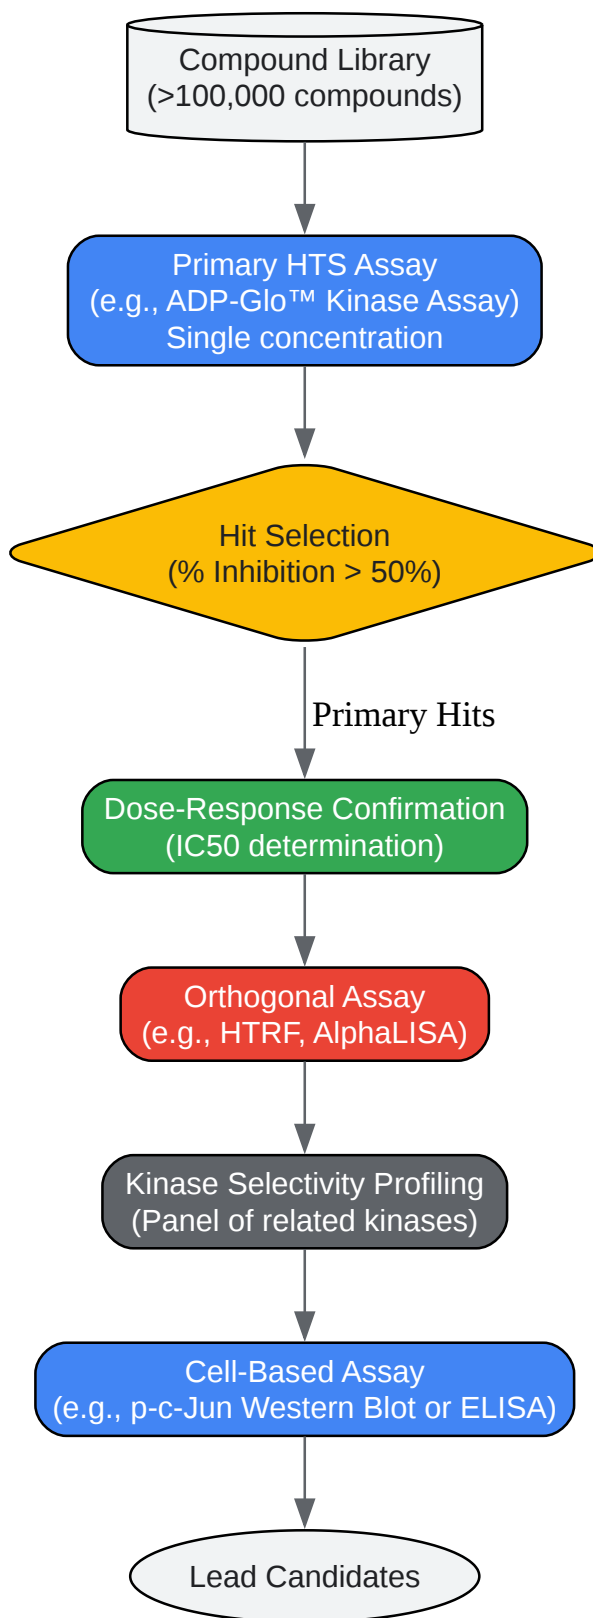 Compound Library
(>100,000 compounds)
Primary HTS Assay
(e.g., ADP-Glo™ Kinase Assay)
Single concentration
Hit Selection
(% Inhibition > 50%)
Primary Hits
Dose-Response Confirmation
(IC50 determination)
Orthogonal Assay
(e.g., HTRF, AlphaLISA)
Kinase Selectivity Profiling
(Panel of related kinases)
Cell-Based Assay
(e.g., p-c-Jun Western Blot or ELISA)
Lead Candidates